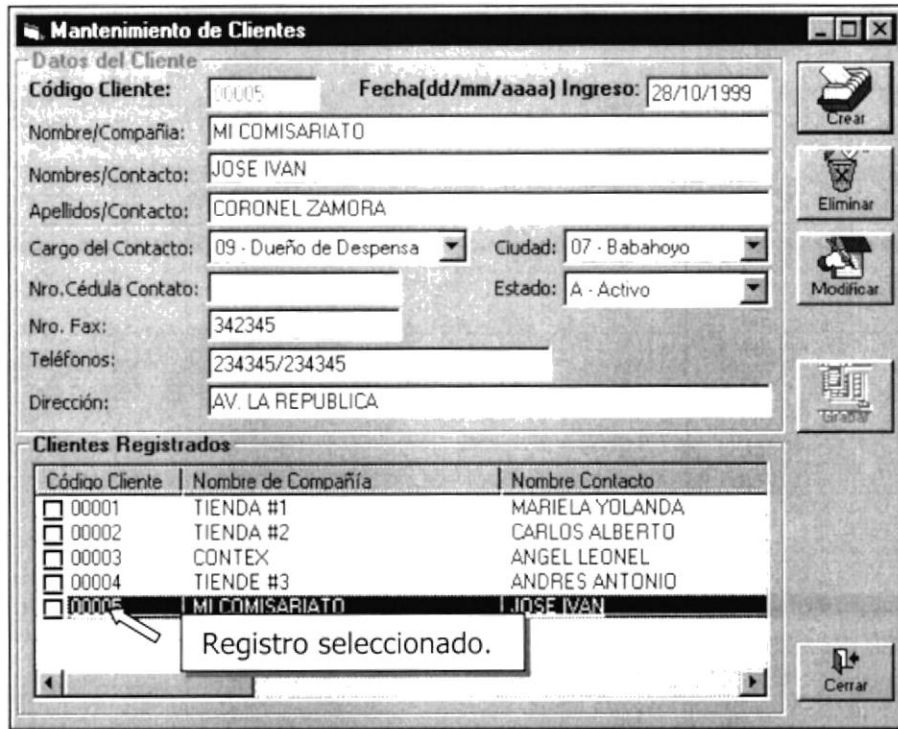 Mantenimiento de Clientes
Datos del Cliente
Código Cliente: 00005 Fecha(dd/mm/aaaa) Ingreso: 28/10/1999
Nombre/Compañia: MI COMISARIATO
Nombres/Contacto: JOSE IVAN
Apellidos/Contacto: CORONEL ZAMORA
Cargo del Contacto: 09 - Dueño de Despensa Ciudad: 07 - Babahoyo
Nro.Cédula Contato: Estado: A - Activo
Nro. Fax: 342345
Teléfonos: 234345/234345
Dirección: AV. LA REPUBLICA
Crear
Eliminar
Modificar
Grabar
Clientes Registrados
Código Cliente Nombre de Compañía Nombre Contacto
00001 TIENDA #1 MARIELA YOLANDA
00002 TIENDA #2 CARLOS ALBERTO
00003 CONTEX ANGEL LEONEL
00004 TIENDE #3 ANDRES ANTONIO
00005 MI COMISARIATO JOSE IVAN
Registro seleccionado.
Cerrar